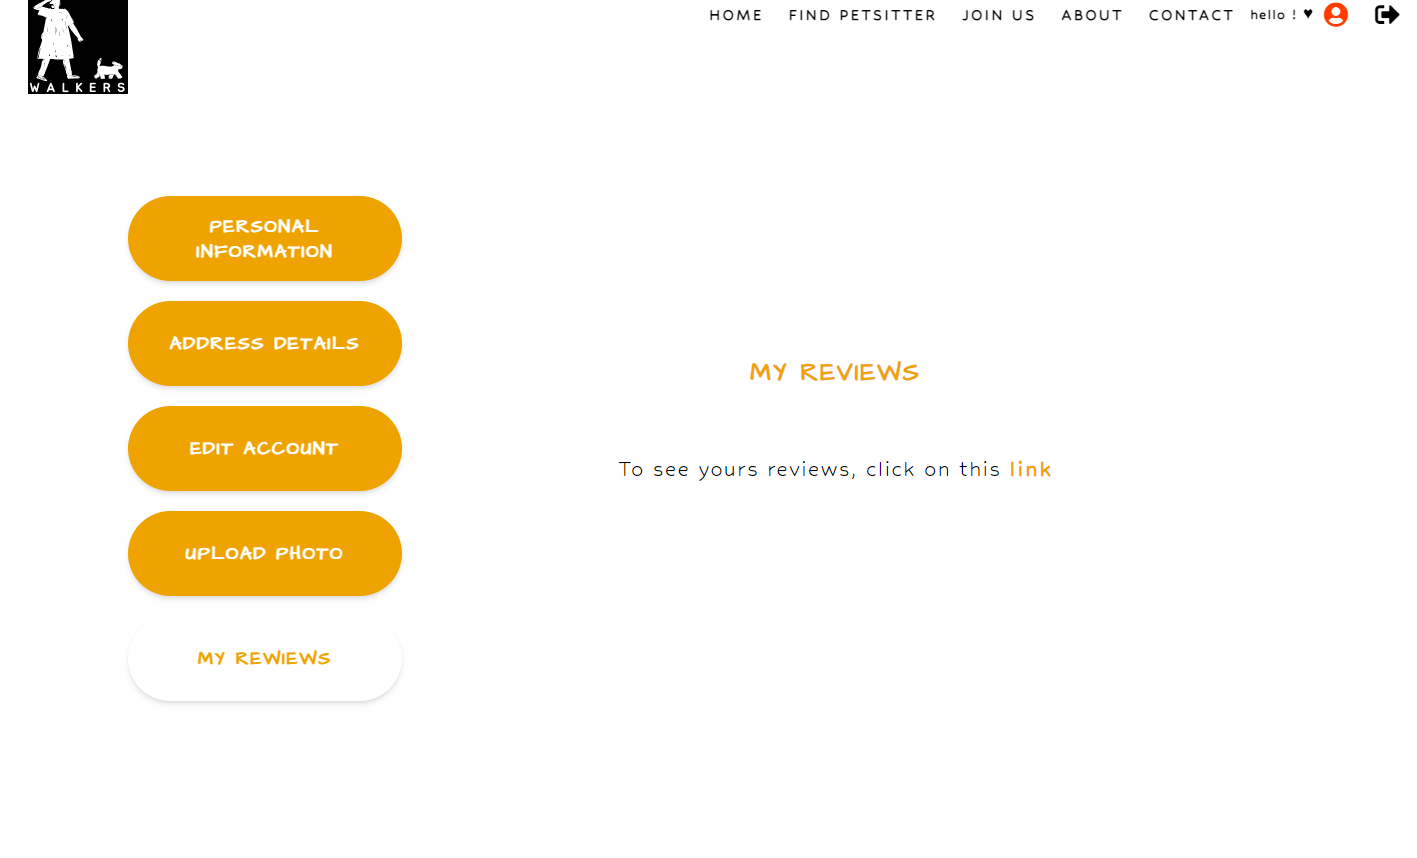 WALKERS
HOME FIND PETSITTER JOIN US ABOUT CONTACT hello ! ♥
PERSONAL
INFORMATION
ADDRESS DETAILS
EDIT ACCOUNT
UPLOAD PHOTO
MY REWIEWS
MY REVIEWS
To see yours reviews, click on this link